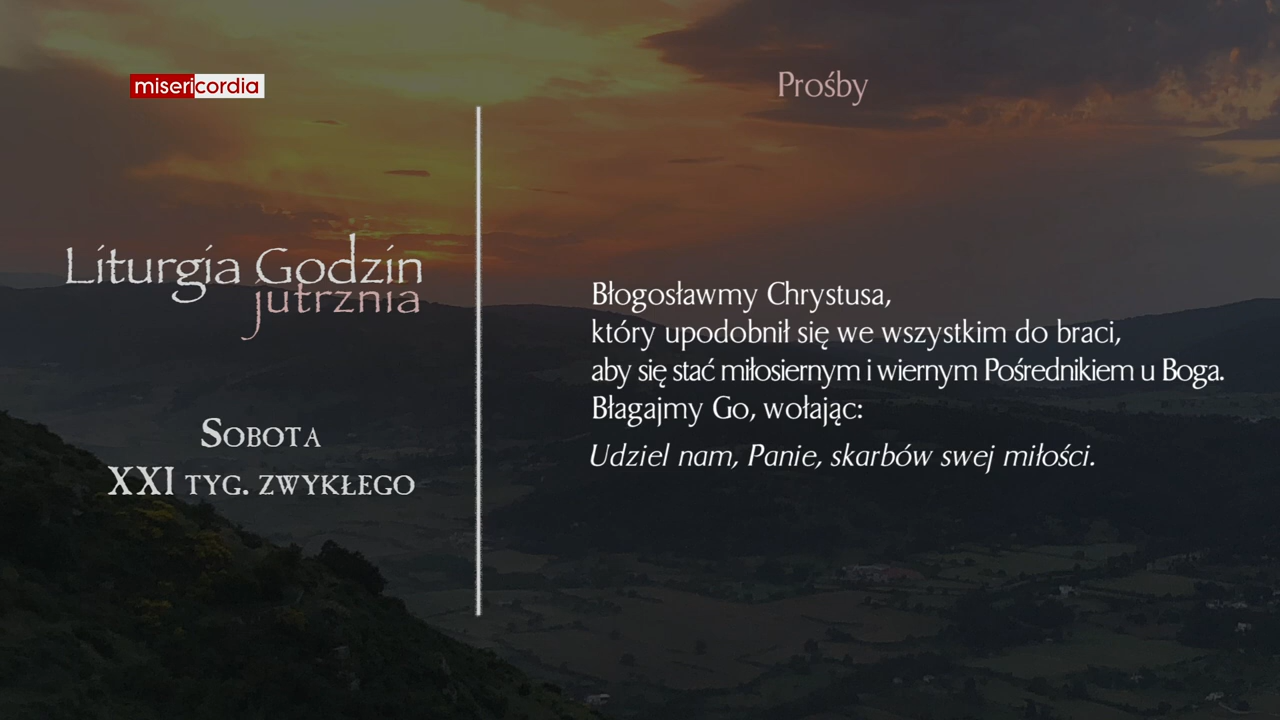 misericordia
Liturgia Godzin
jutrznia
Sobota
XXI tyg. zwykłego
Prośby
Błogosławmy Chrystusa,
który upodobnił się we wszystkim do braci,
aby się stać miłosiernym i wiernym Pośrednikiem u Boga.
Błagajmy Go, wołając:
Udziel nam, Panie, skarbów swej miłości.